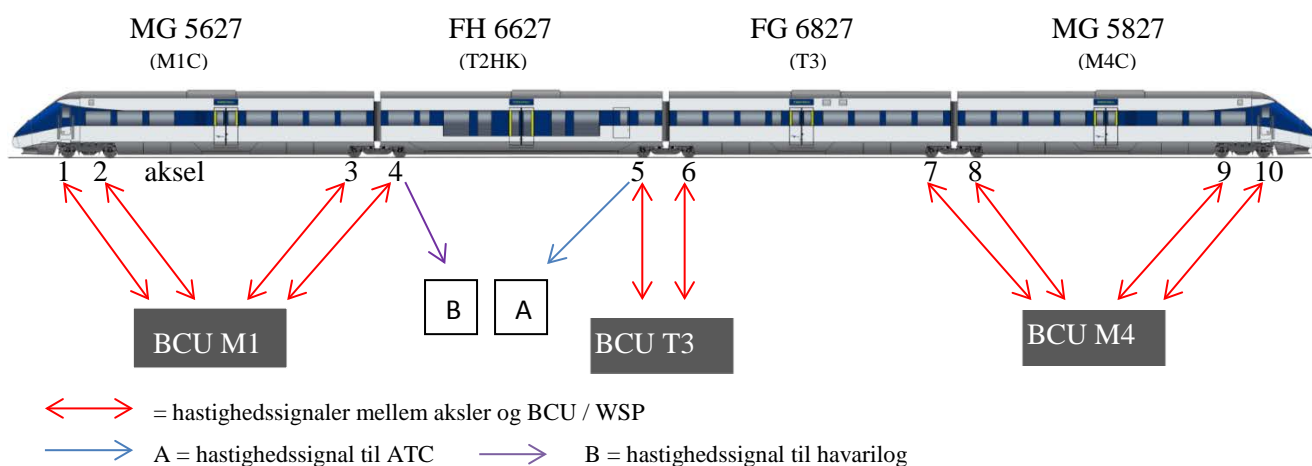 MG 5627 FH 6627 FG 6827 MG 5827
(M1C) (T2HK) (T3) (M4C)
1 2 aksel 3 4 5 6 7 8 9 10
B A
BCU M1 BCU T3 BCU M4
= hastighedssignaler mellem aksler og BCU / WSP
A = hastighedssignal til ATC B = hastighedssignal til havarilog